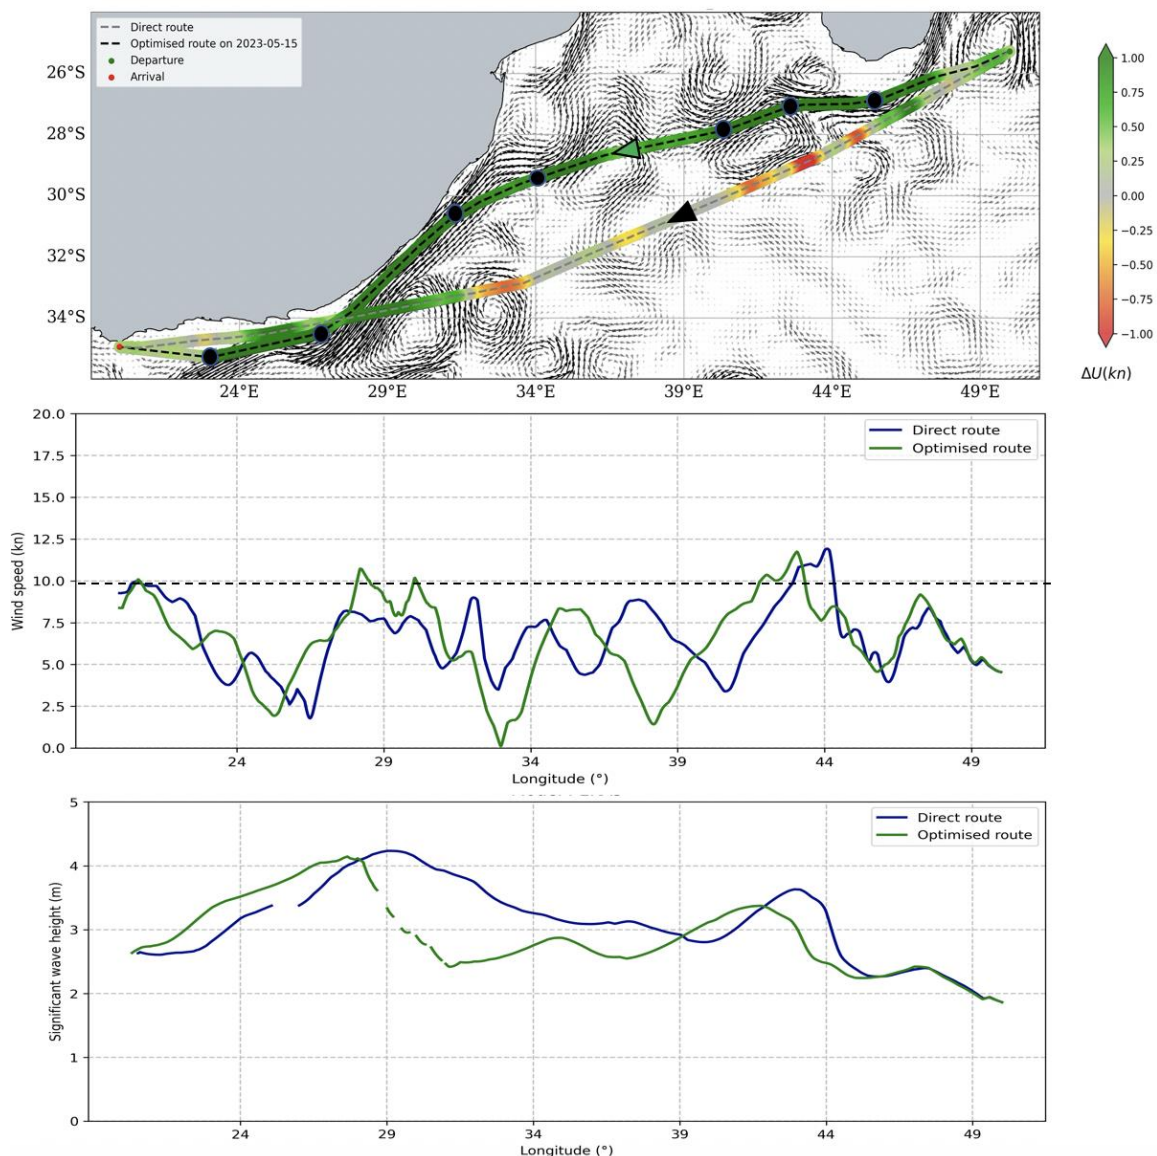 Direct route
Optimised route on 2023-05-15
Departure
Arrival
26°S
28°S
30°S
32°S
34°S
24°E
29°E
34°E
39°E
44°E
49°E
1.00
0.75
0.50
0.25
0.00
−0.25
−0.50
−0.75
−1.00
ΔU(kn)
Direct route
Optimised route
20.0
17.5
15.0
12.5
10.0
7.5
5.0
2.5
0.0
Wind speed (kn)
24
29
34
39
44
49
Longitude (°)
Direct route
Optimised route
5
4
3
2
1
0
Significant wave height (m)
24
29
34
39
44
49
Longitude (°)